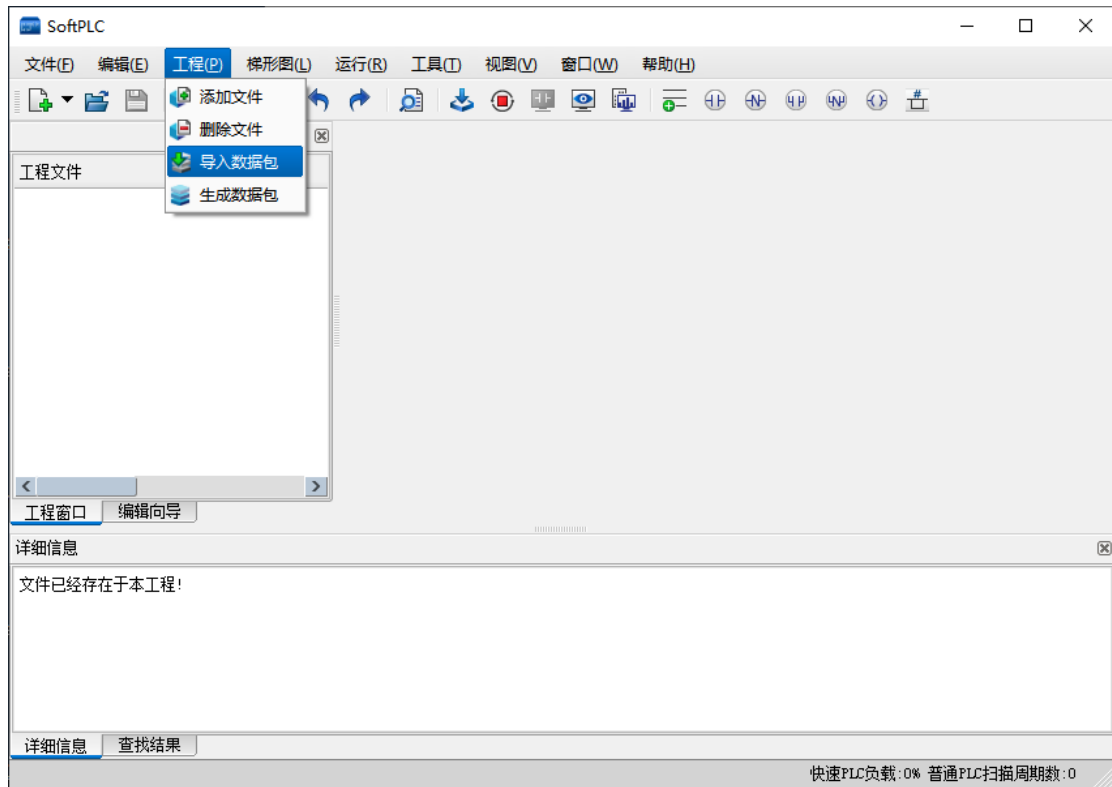 SoftPLC
文件(F) 编辑(E) 工程(P) 梯形图(L) 运行(R) 工具(T) 视图(V) 窗口(W) 帮助(H)
添加文件
删除文件
导入数据包
生成数据包
工程文件
工程窗口 编辑向导
详细信息
文件已经存在于本工程!
详细信息 查找结果
快速PLC负载:0% 普通PLC扫描周期数:0